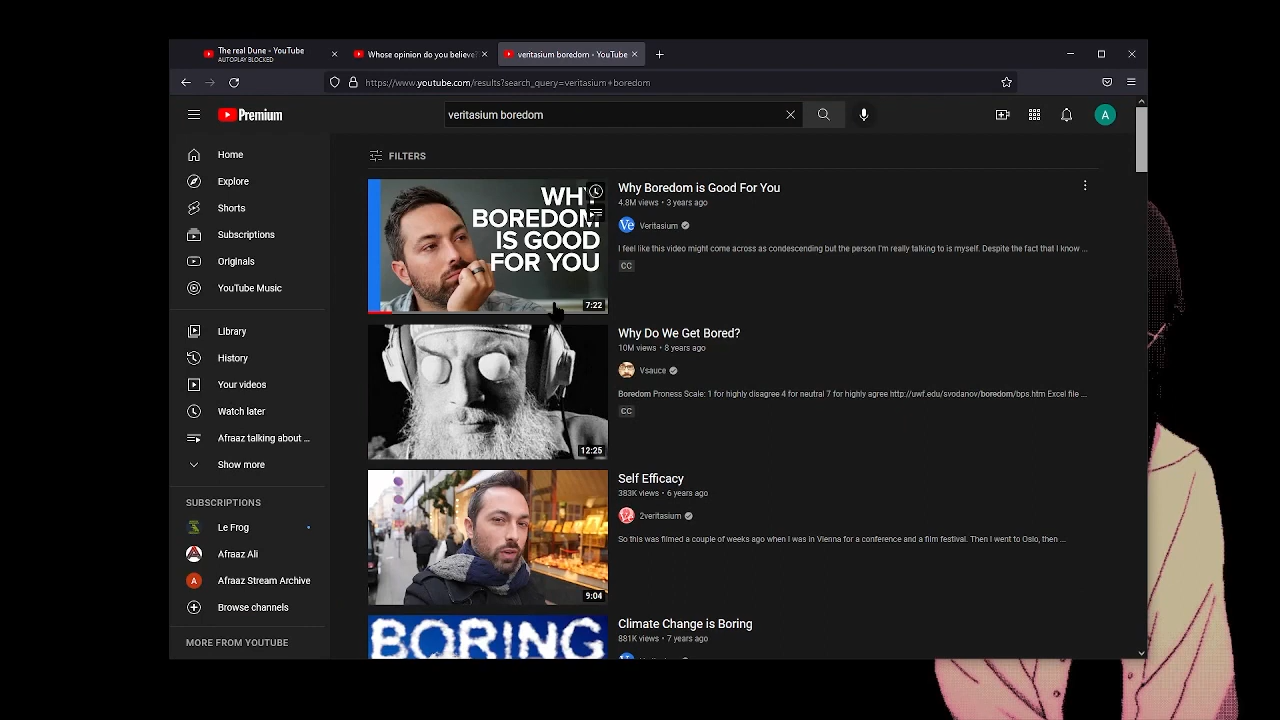 The real Dune - YouTube
AUTOPLAY BLOCKED
Whose opinion do you believe?
veritasium boredom - YouTube
https://www.youtube.com/results?search_query=veritasium+boredom
Premium
veritasium boredom
A
Home
Explore
Shorts
Subscriptions
Originals
YouTube Music
Library
History
Your videos
Watch later
Afraaz talking about ...
Show more
SUBSCRIPTIONS
Le Frog
Afraaz Ali
A
Afraaz Stream Archive
Browse channels
MORE FROM YOUTUBE
FILTERS
WHY
BOREDOM
IS GOOD
FOR YOU
7:22
Why Boredom is Good For You
4.8M views • 3 years ago
Ve
Veritasium
I feel like this video might come across as condescending but the person I'm really talking to is myself. Despite the fact that I know ...
CC
12:25
Why Do We Get Bored?
10M views • 8 years ago
Vsauce
Boredom Proness Scale: 1 for highly disagree 4 for neutral 7 for highly agree http://uwf.edu/svodanov/boredom/bps.htm Excel file ...
CC
9:04
Self Efficacy
383K views • 6 years ago
2veritasium
So this was filmed a couple of weeks ago when I was in Vienna for a conference and a film festival. Then I went to Oslo, then ...
BORING
Climate Change is Boring
881K views • 7 years ago